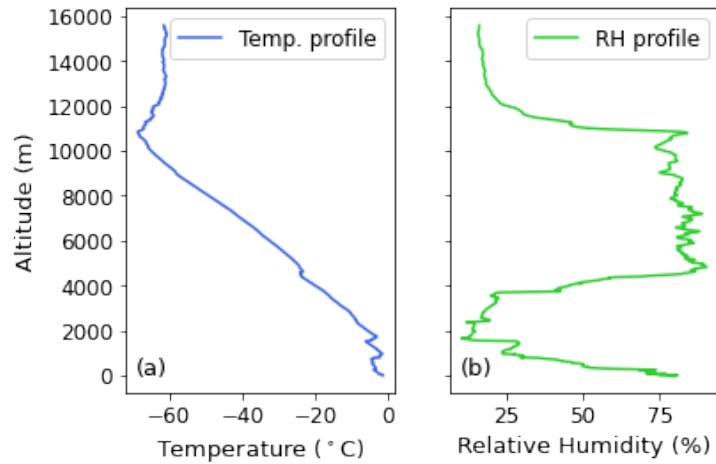 Temp. profile
RH profile
16000
14000
12000
10000
8000
6000
4000
2000
0
Altitude (m)
(a)
(b)
−60
−40
−20
0
25
50
75
Temperature (°C)
Relative Humidity (%)